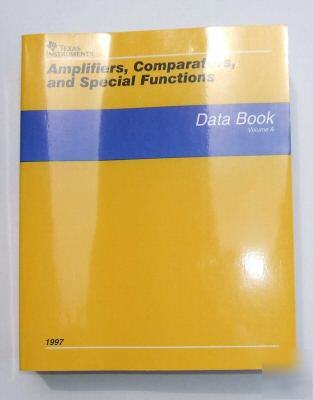 TEXAS
INSTRUMENTS
Amplifiers, Comparators,
and Special Functions
Data Book
Volume A
1997